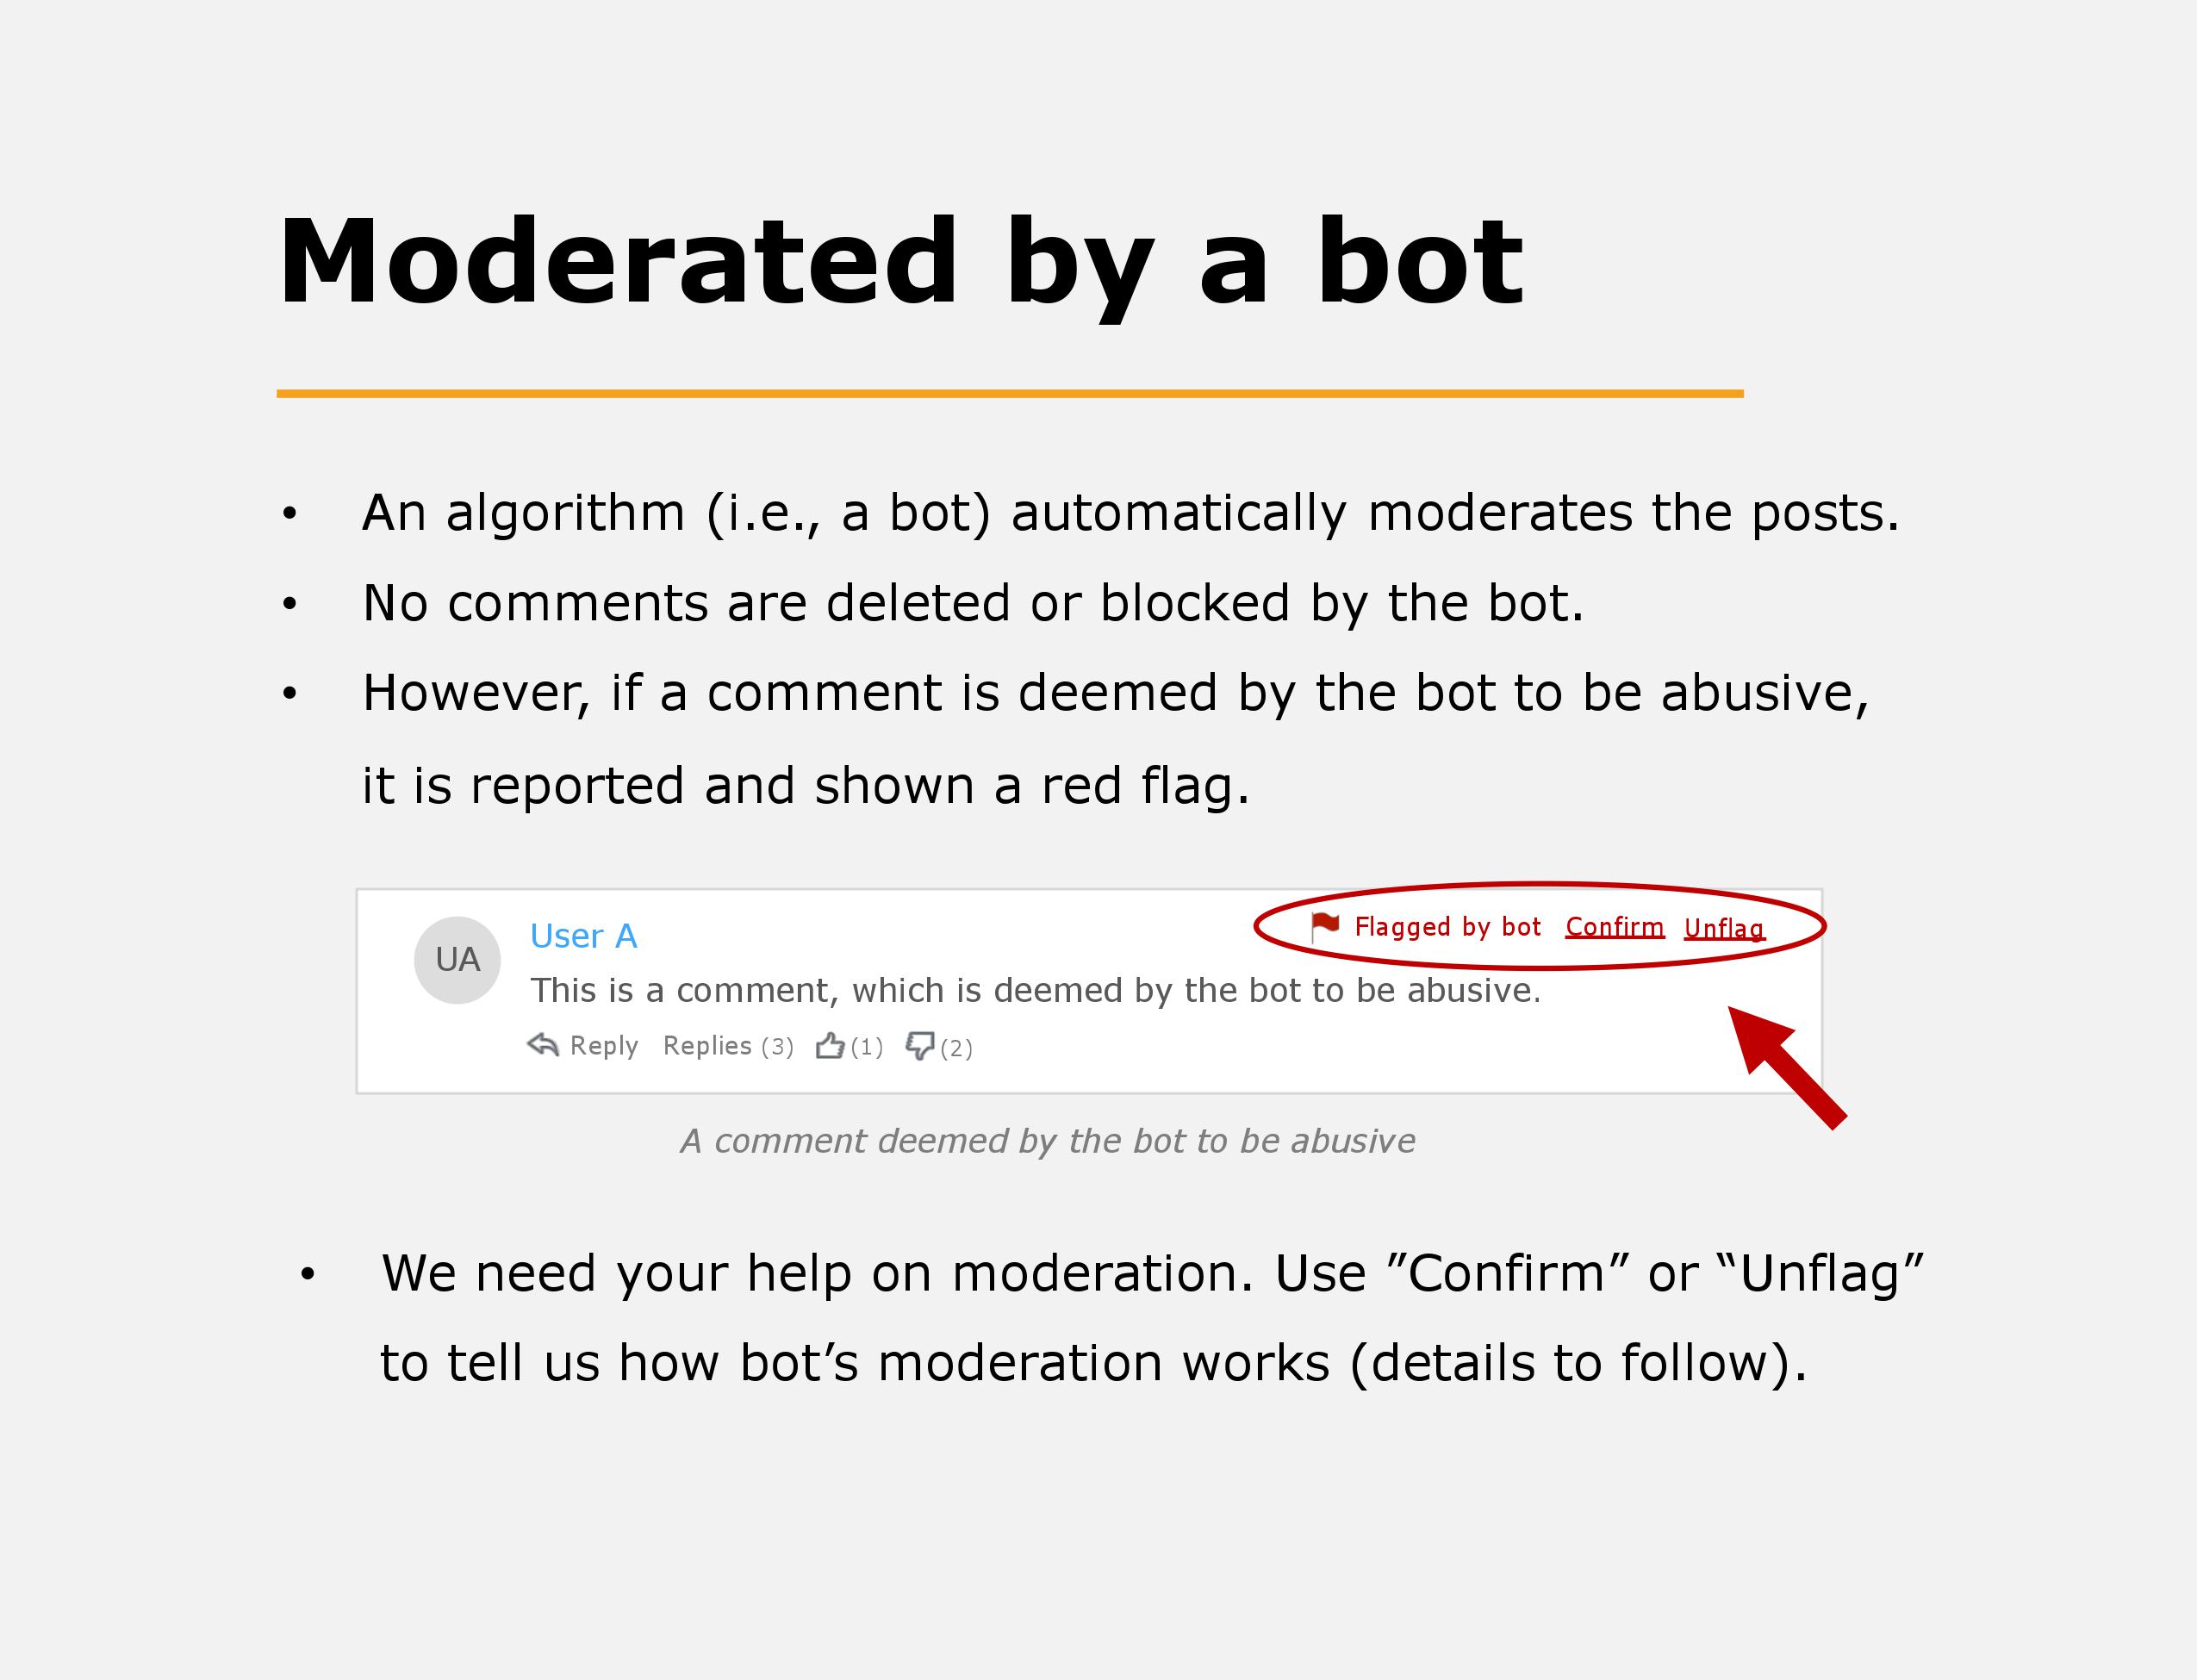 Moderated by a bot
• An algorithm (i.e., a bot) automatically moderates the posts.
• No comments are deleted or blocked by the bot.
• However, if a comment is deemed by the bot to be abusive,
it is reported and shown a red flag.
Flagged by bot Confirm Unflag
UA User A
This is a comment, which is deemed by the bot to be abusive.
Reply Replies (3) (1) (2)
A comment deemed by the bot to be abusive
• We need your help on moderation. Use ”Confirm” or “Unflag”
to tell us how bot’s moderation works (details to follow).